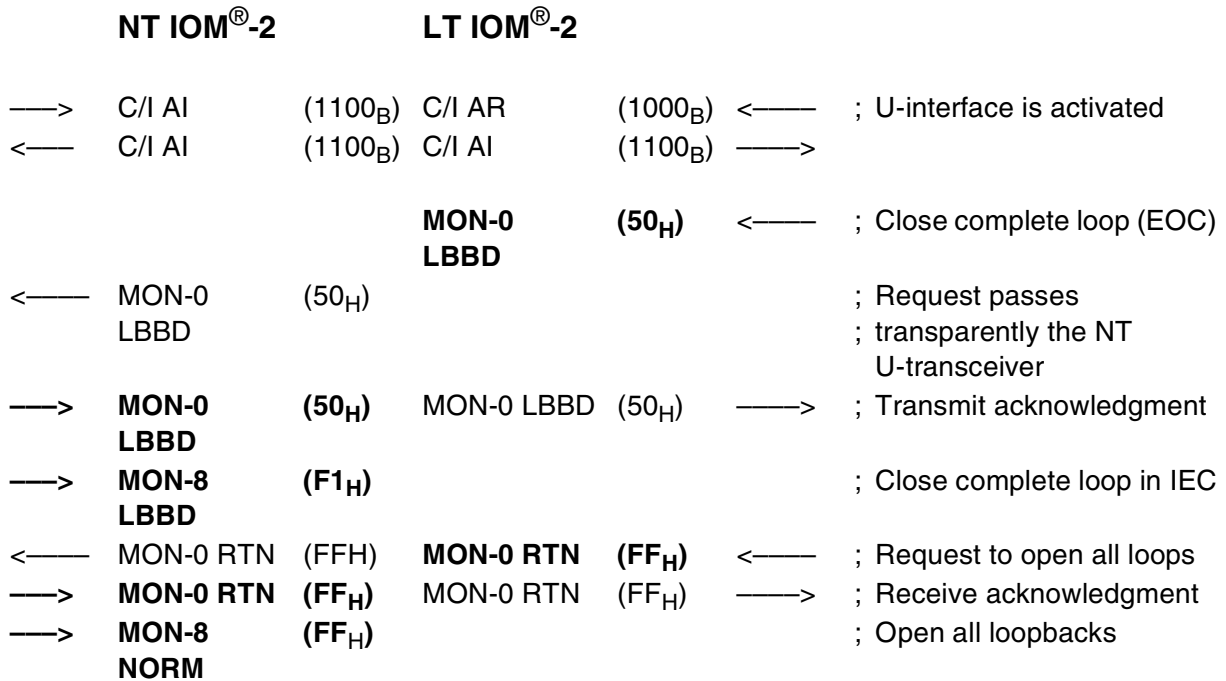 NT IOM®-2 LT IOM®-2
–––> C/I AI (1100B) C/I AR (1000B) <–––– ; U-interface is activated
<––– C/I AI (1100B) C/I AI (1100B) ––––>
MON-0 (50H) <–––– ; Close complete loop (EOC)
LBBD
<–––– MON-0 (50H) ; Request passes
LBBD ; transparently the NT
U-transceiver
–––> MON-0 (50H) MON-0 LBBD (50H) ––––> ; Transmit acknowledgment
LBBD
–––> MON-8 (F1H) ; Close complete loop in IEC
LBBD
<–––– MON-0 RTN (FFH) MON-0 RTN (FFH) <–––– ; Request to open all loops
–––> MON-0 RTN (FFH) MON-0 RTN (FFH) ––––> ; Receive acknowledgment
–––> MON-8 (FFH) ; Open all loopbacks
NORM